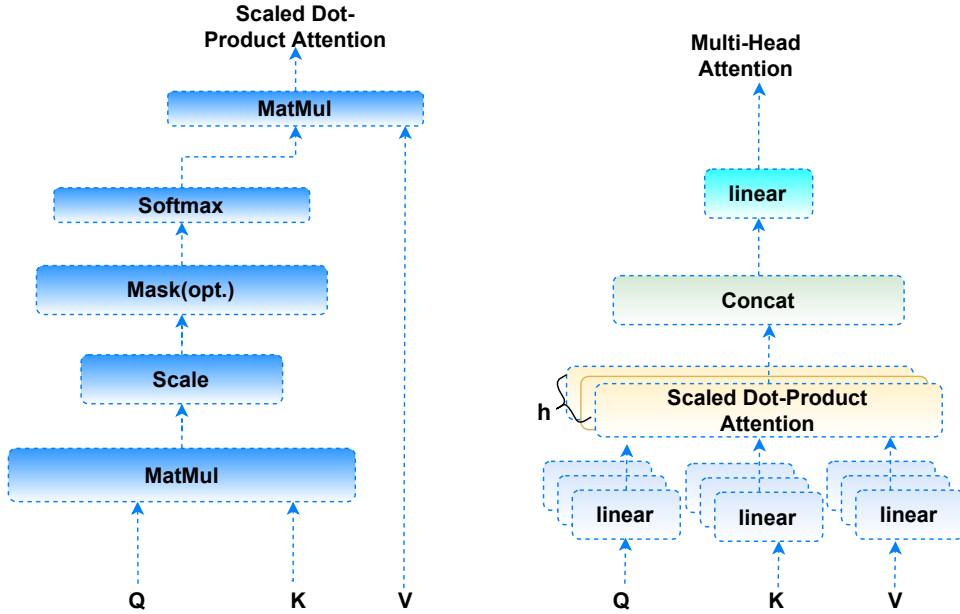 Scaled Dot-
Product Attention
MatMul
Softmax
Mask(opt.)
Scale
MatMul
Q
K
V
Multi-Head
Attention
linear
Concat
h
Scaled Dot-Product
Attention
linear
linear
linear
Q
K
V